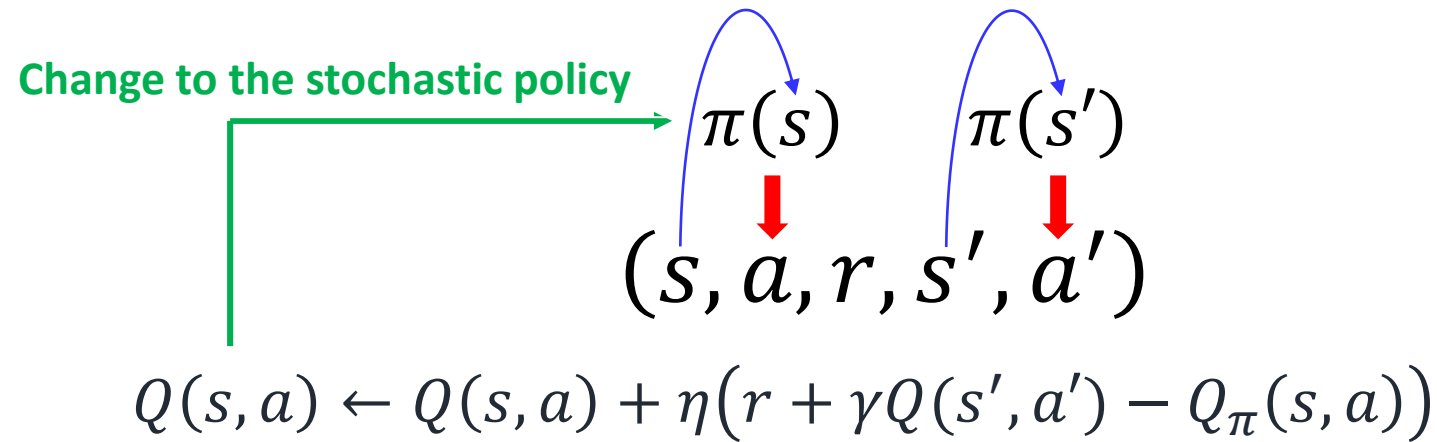 Change to the stochastic policy
π(s) π(s′)
(s, a, r, s′, a′)
Q(s, a) ← Q(s, a) + η(r + γQ(s′, a′) − Q_π(s, a))